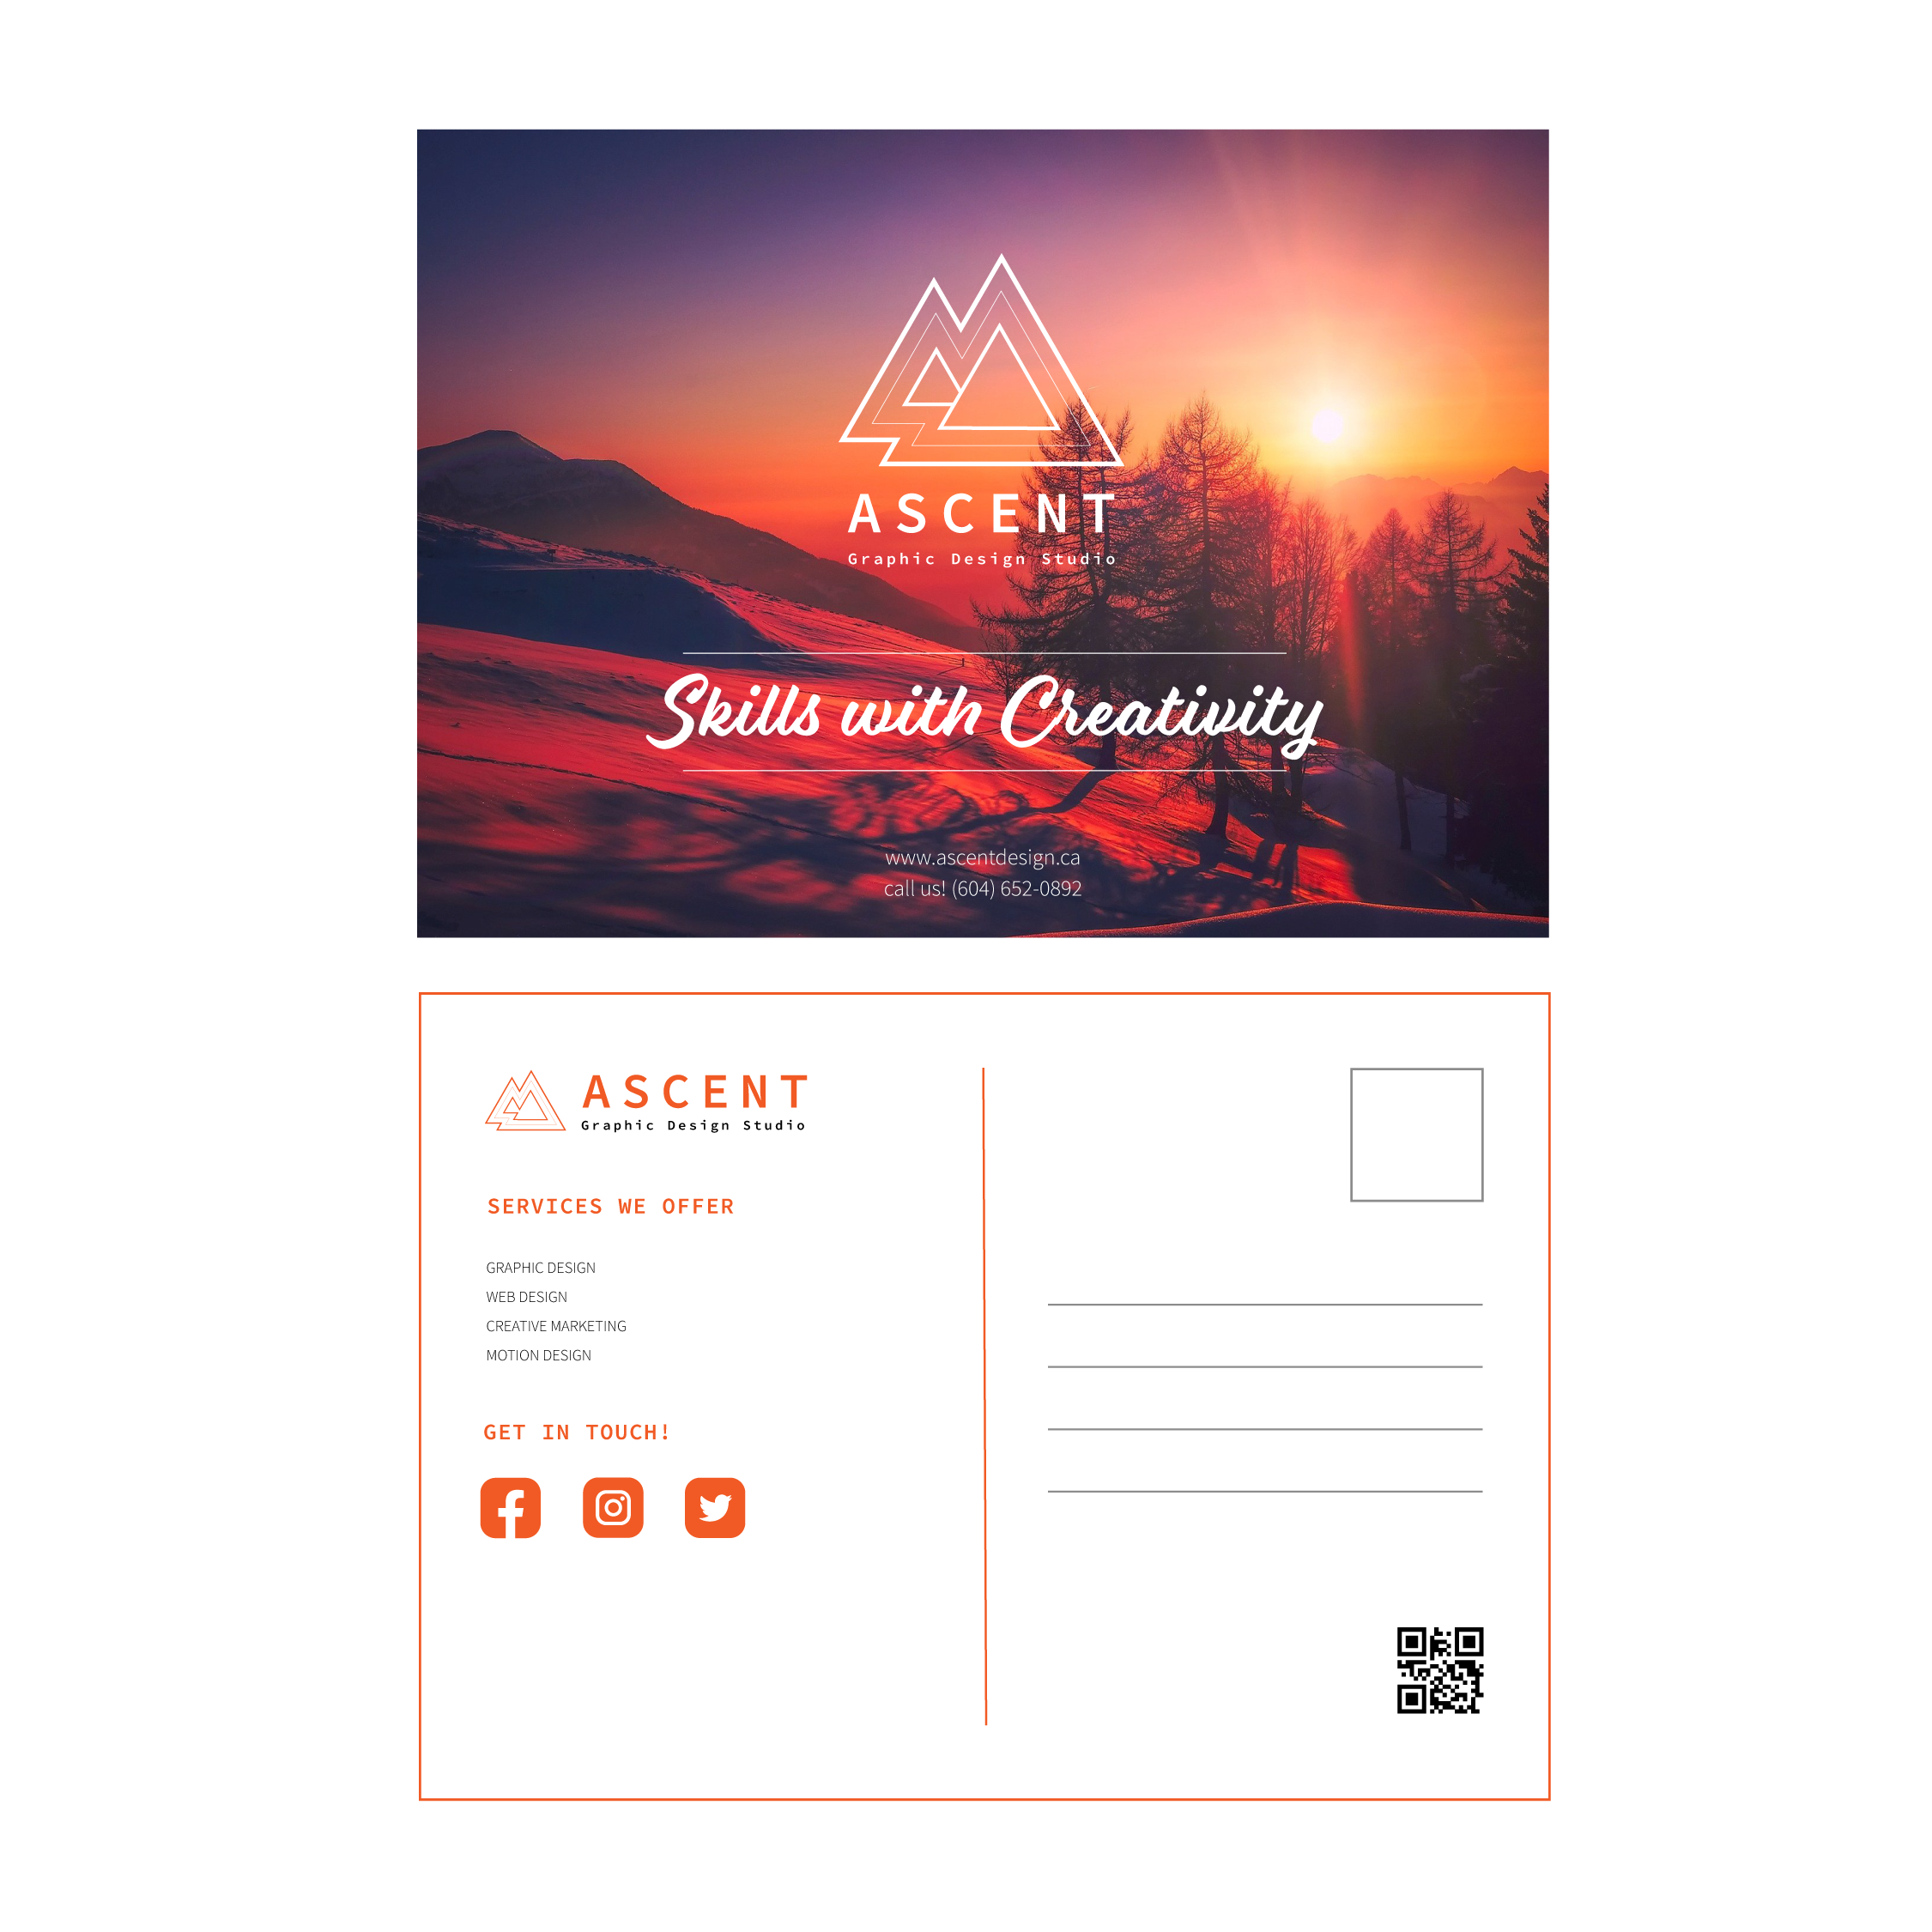 ASCENT
Graphic Design Studio
Skills with Creativity
www.ascentdesign.ca
call us! (604) 652-0892
ASCENT
Graphic Design Studio
SERVICES WE OFFER
GRAPHIC DESIGN
WEB DESIGN
CREATIVE MARKETING
MOTION DESIGN
GET IN TOUCH!